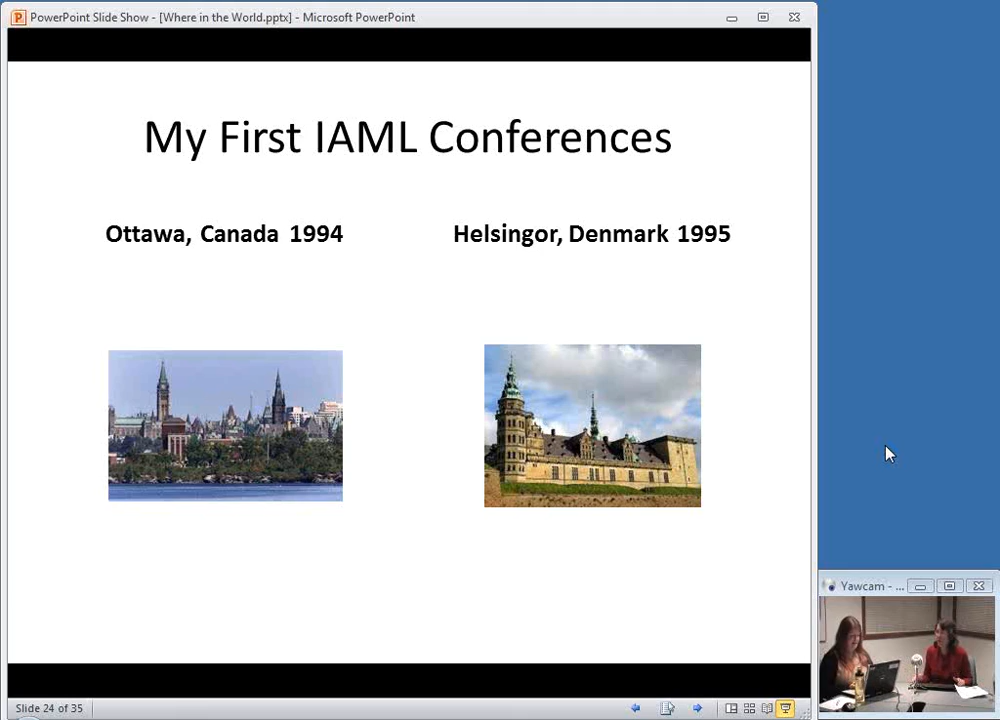 PowerPoint Slide Show - [Where in the World.pptx] - Microsoft PowerPoint
My First IAML Conferences
Ottawa, Canada 1994
Helsingor, Denmark 1995
Yawcam - ...
Slide 24 of 35